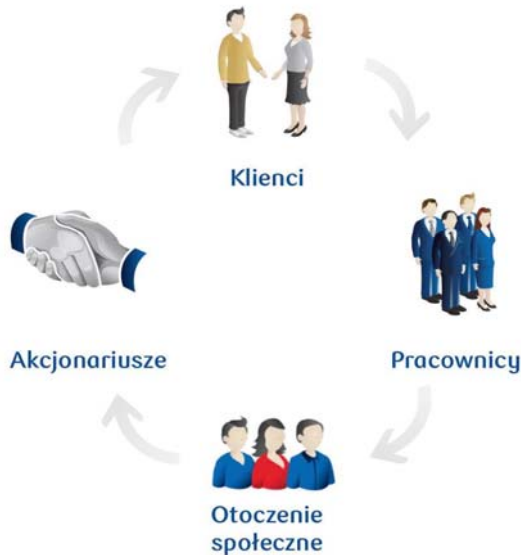 Klienci
Akcjonariusze
Pracownicy
Otoczenie
społeczne